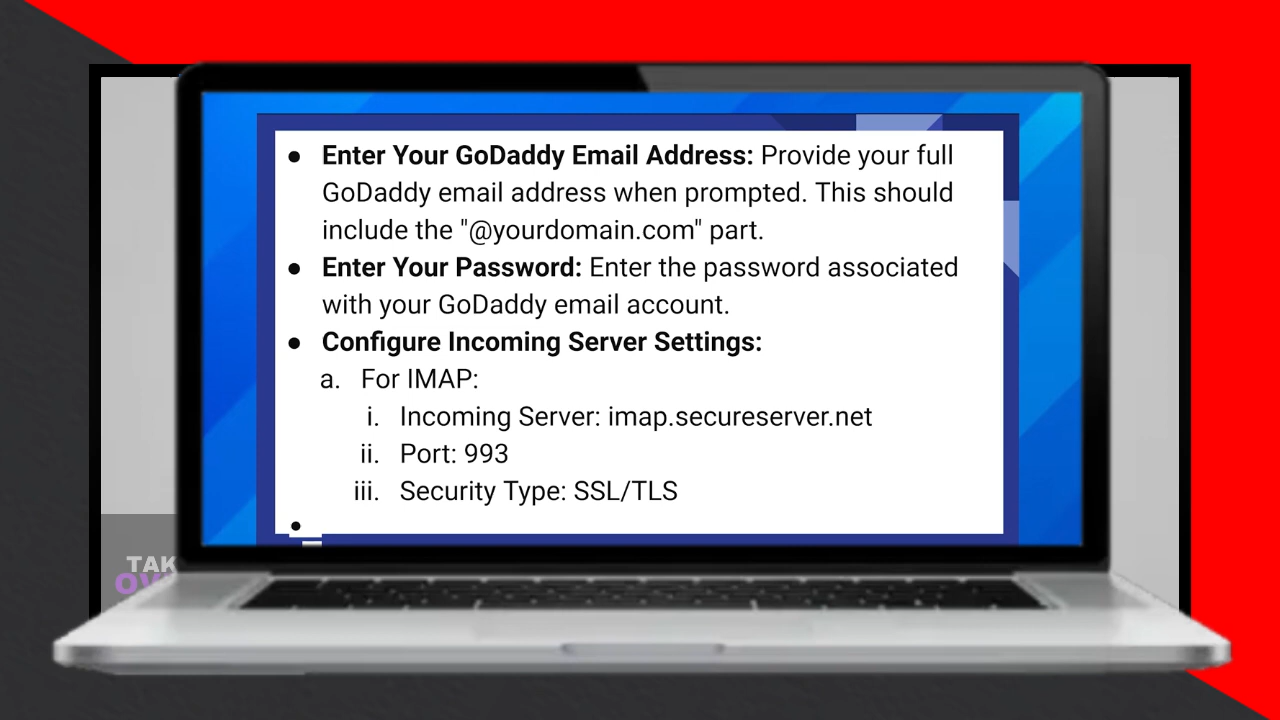 ● Enter Your GoDaddy Email Address: Provide your full
GoDaddy email address when prompted. This should
include the "@yourdomain.com" part.
● Enter Your Password: Enter the password associated
with your GoDaddy email account.
● Configure Incoming Server Settings:
a. For IMAP:
i. Incoming Server: imap.secureserver.net
ii. Port: 993
iii. Security Type: SSL/TLS
●
TAK